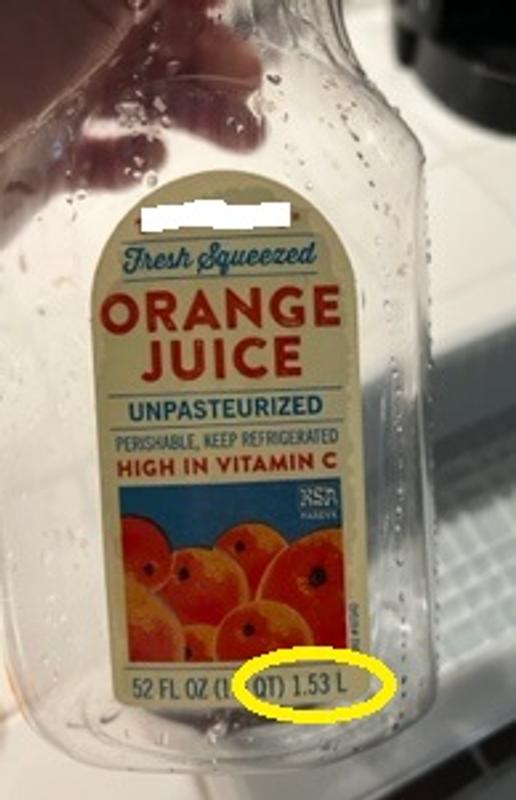 Fresh Squeezed
ORANGE
JUICE
UNPASTEURIZED
PERISHABLE, KEEP REFRIGERATED
HIGH IN VITAMIN C
52 FL OZ (1 QT) 1.53 L